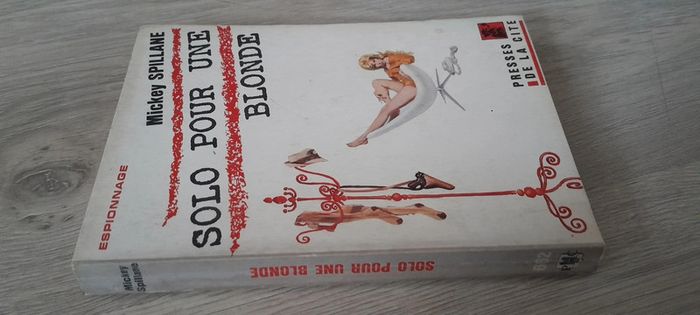 ESPIONNAGE
Mickey SPILLANE
SOLO POUR UNE
BLONDE
PRESSES
DE LA CITÉ
Mickey
Spillane
SOLO POUR UNE BLONDE